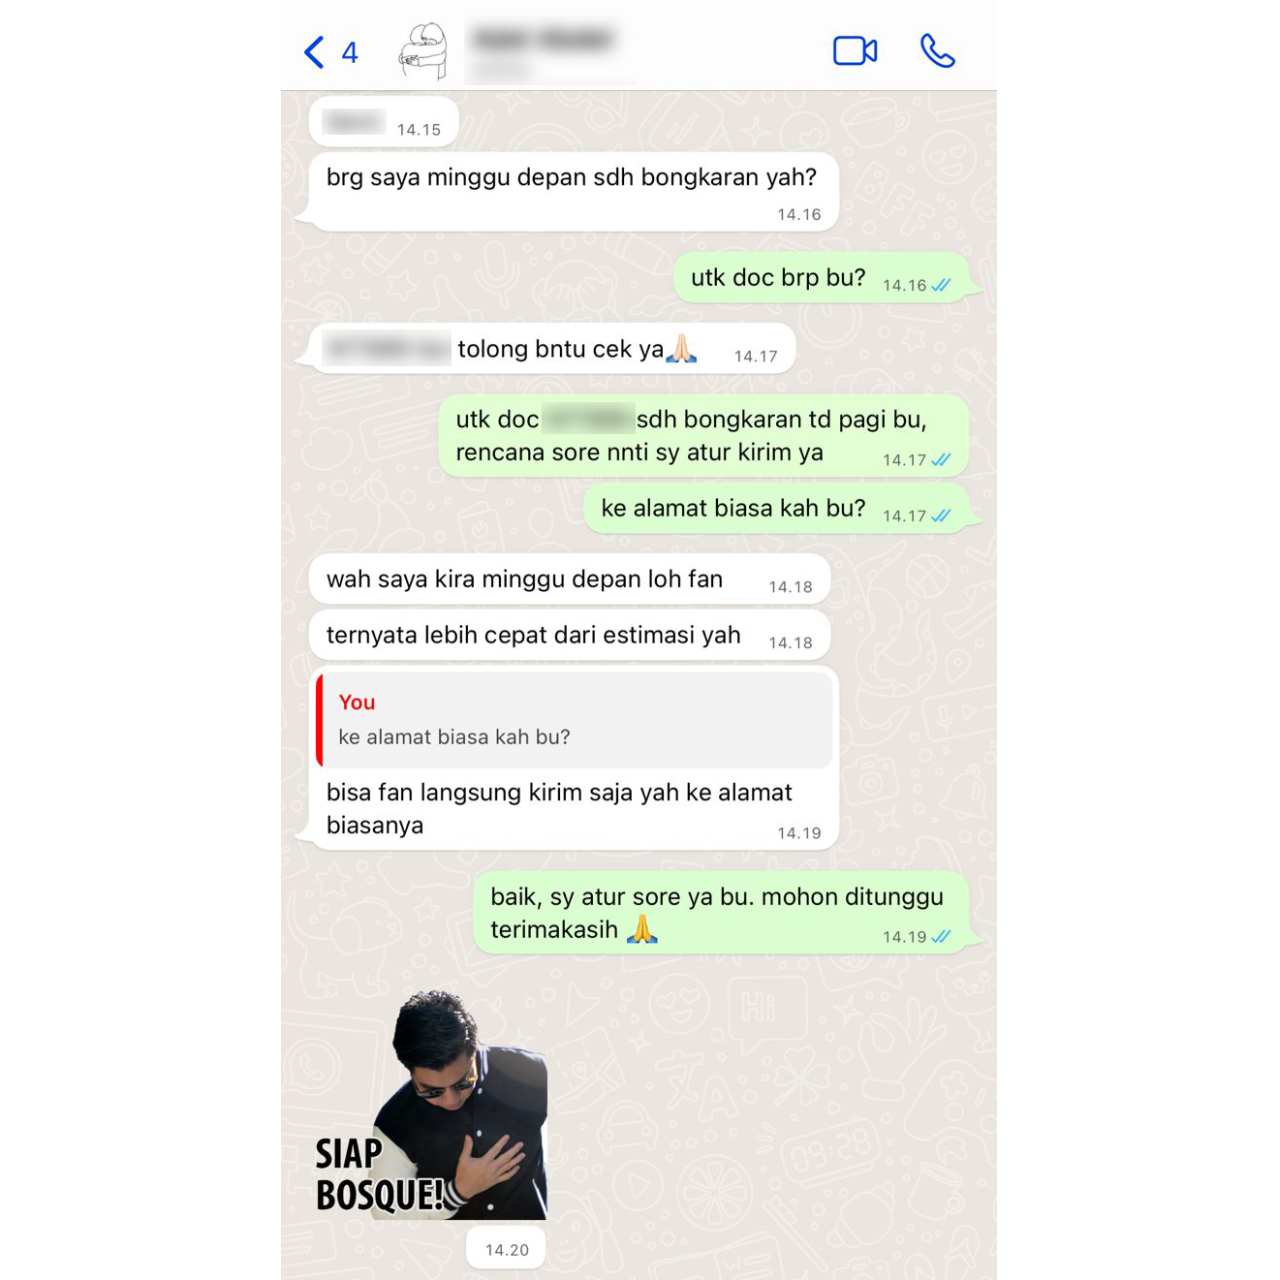 4
14.15
brg saya minggu depan sdh bongkaran yah?
14.16
utk doc brp bu? 14.16
tolong bntu cek ya🙏🏻 14.17
utk doc sdh bongkaran td pagi bu,
rencana sore nnti sy atur kirim ya 14.17
ke alamat biasa kah bu? 14.17
wah saya kira minggu depan loh fan 14.18
ternyata lebih cepat dari estimasi yah 14.18
You
ke alamat biasa kah bu?
bisa fan langsung kirim saja yah ke alamat
biasanya 14.19
baik, sy atur sore ya bu. mohon ditunggu
terimakasih 🙏 14.19
SIAP
BOSQUE!
14.20